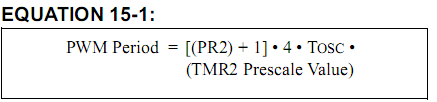 EQUATION 15-1:
PWM Period = [(PR2) + 1] • 4 • TOSC •
(TMR2 Prescale Value)